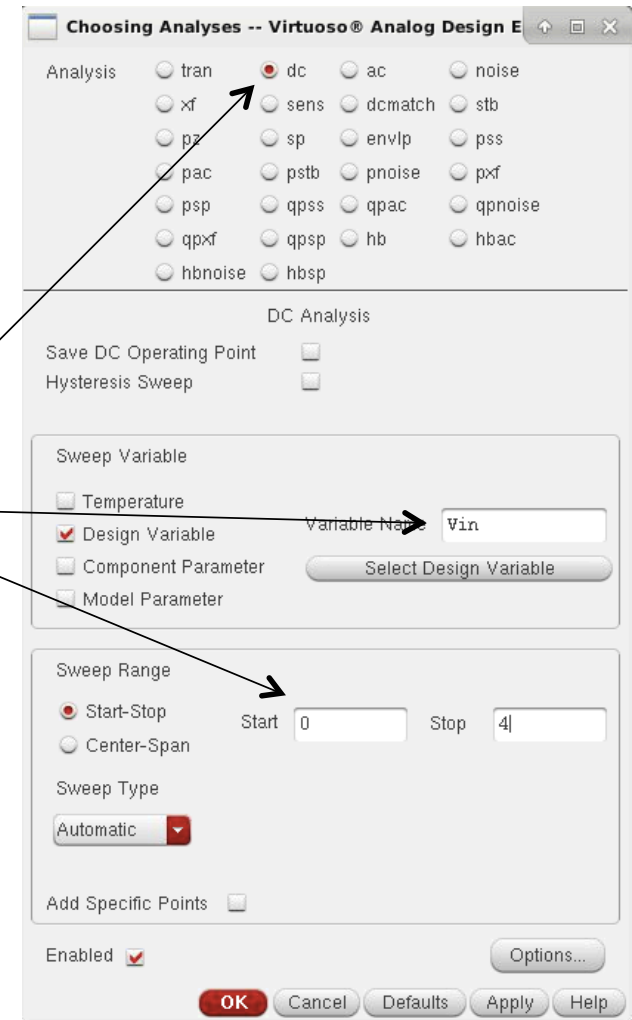 Choosing Analyses -- Virtuoso® Analog Design E
Analysis tran dc ac noise
xf sens dcmatch stb
pz sp envlp pss
pac pstb pnoise pxf
psp qpss qpac qpnoise
qpxf qpsp hb hbac
hbnoise hbsp
DC Analysis
Save DC Operating Point
Hysteresis Sweep
Sweep Variable
Temperature
Design Variable
Variable Name Vin
Component Parameter
Select Design Variable
Model Parameter
Sweep Range
Start-Stop
Start 0 Stop 4
Center-Span
Sweep Type
Automatic
Add Specific Points
Enabled
Options...
OK Cancel Defaults Apply Help